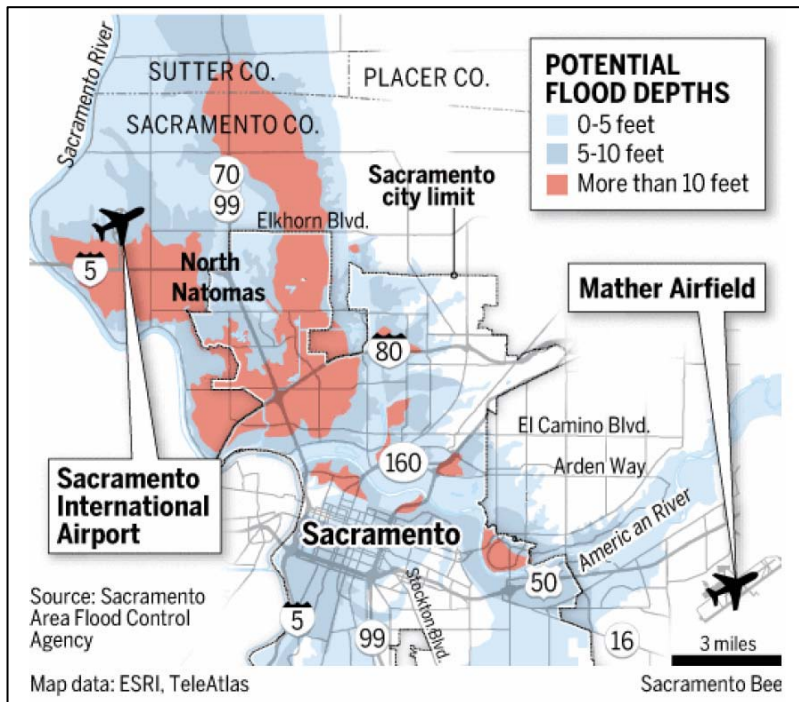 Sacramento River
SUTTER CO.
PLACER CO.
SACRAMENTO CO.
POTENTIAL
FLOOD DEPTHS
0-5 feet
5-10 feet
More than 10 feet
70
99
Sacramento
city limit
Elkhorn Blvd.
5
North
Natomas
Mather Airfield
80
El Camino Blvd.
160
Arden Way
Sacramento
International
Airport
Sacramento
American River
Stockton Blvd.
50
5
99
16
3 miles
Source: Sacramento
Area Flood Control
Agency
Map data: ESRI, TeleAtlas
Sacramento Bee